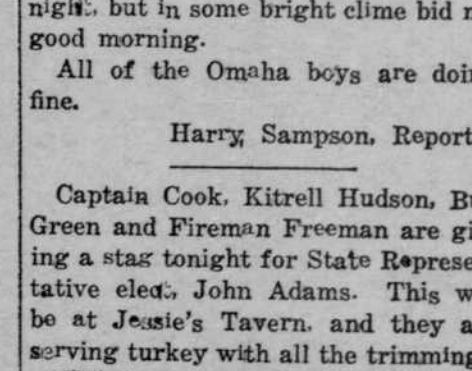 night, but in some bright clime bid
good morning.
All of the Omaha boys are doi
fine.
Harry Sampson, Report
Captain Cook, Kitrell Hudson, B
Green and Fireman Freeman are gi
ing a stag tonight for State Represe
tative elect, John Adams. This w
be at Jessie's Tavern, and they a
serving turkey with all the trimming